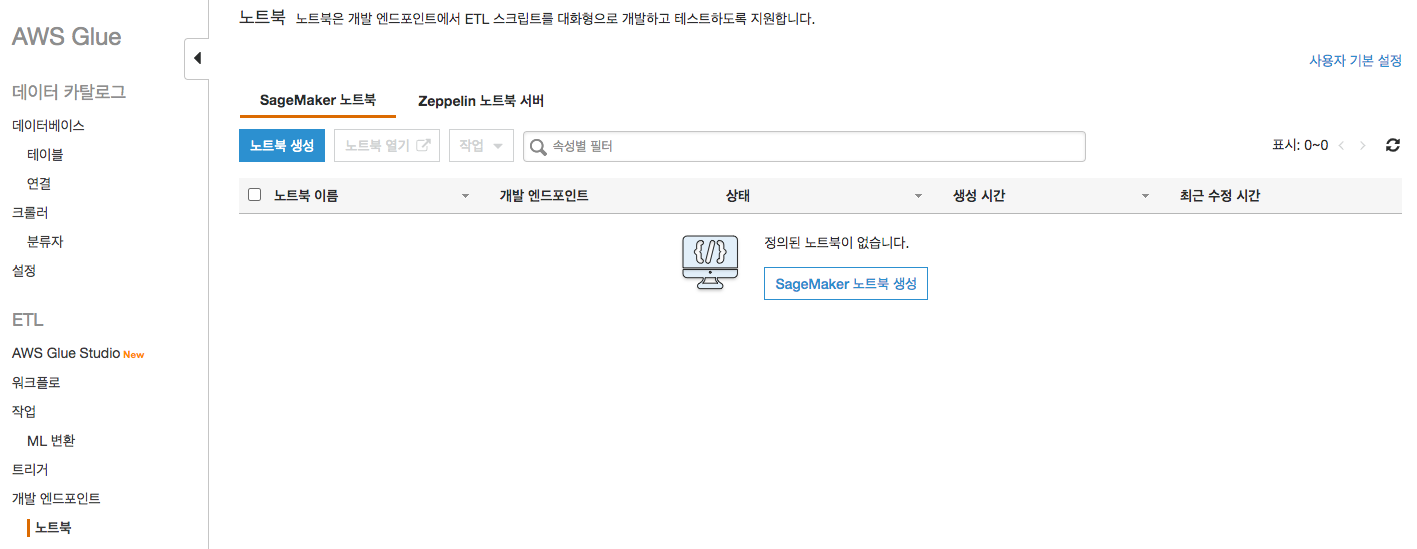 AWS Glue
데이터 카탈로그
데이터베이스
테이블
연결
크롤러
분류자
설정
ETL
AWS Glue Studio New
워크플로
작업
ML 변환
트리거
개발 엔드포인트
노트북
노트북 노트북은 개발 엔드포인트에서 ETL 스크립트를 대화형으로 개발하고 테스트하도록 지원합니다.
사용자 기본 설정
SageMaker 노트북 Zeppelin 노트북 서버
노트북 생성 노트북 열기 작업 속성별 필터 표시: 0~0
노트북 이름 개발 엔드포인트 상태 생성 시간 최근 수정 시간
정의된 노트북이 없습니다.
SageMaker 노트북 생성